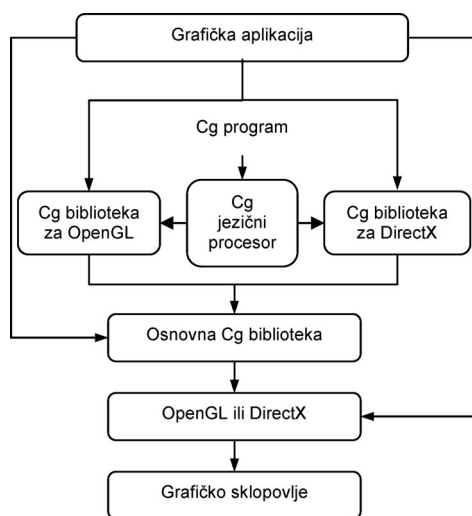 Grafička aplikacija
Cg program
Cg biblioteka
za OpenGL
Cg
jezični
procesor
Cg biblioteka
za DirectX
Osnovna Cg biblioteka
OpenGL ili DirectX
Grafičko sklopovlje